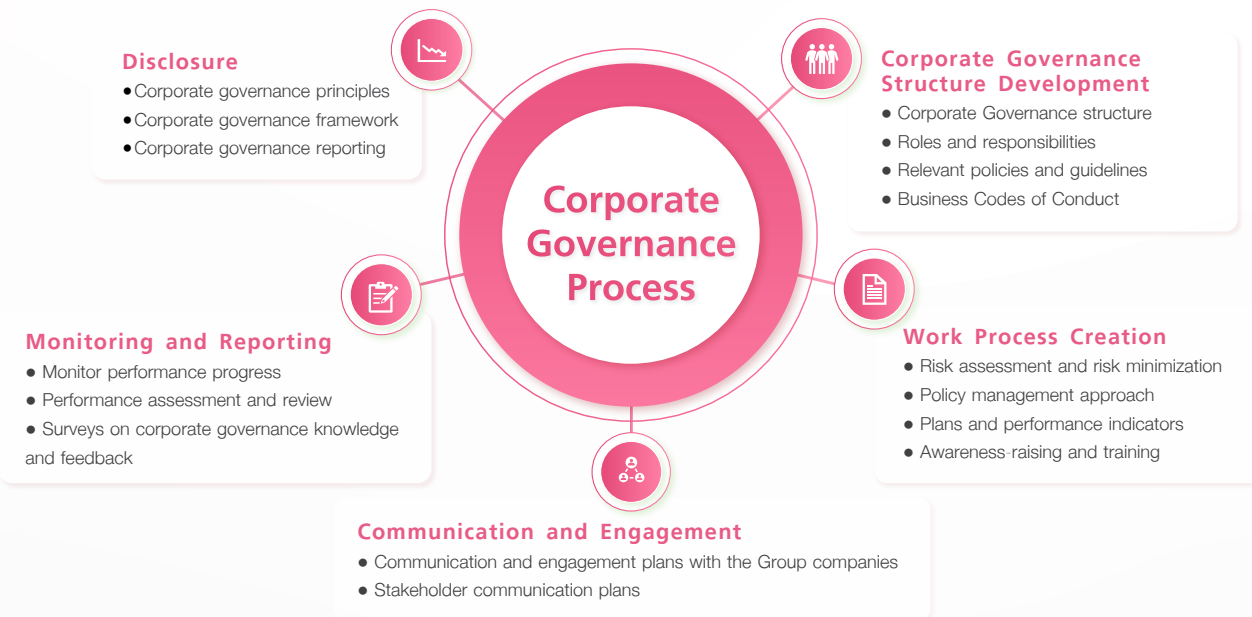 Corporate
Governance
Process
Disclosure
●Corporate governance principles
●Corporate governance framework
●Corporate governance reporting
Corporate Governance
Structure Development
● Corporate Governance structure
● Roles and responsibilities
● Relevant policies and guidelines
● Business Codes of Conduct
Work Process Creation
● Risk assessment and risk minimization
● Policy management approach
● Plans and performance indicators
● Awareness-raising and training
Communication and Engagement
● Communication and engagement plans with the Group companies
● Stakeholder communication plans
Monitoring and Reporting
● Monitor performance progress
● Performance assessment and review
● Surveys on corporate governance knowledge
and feedback